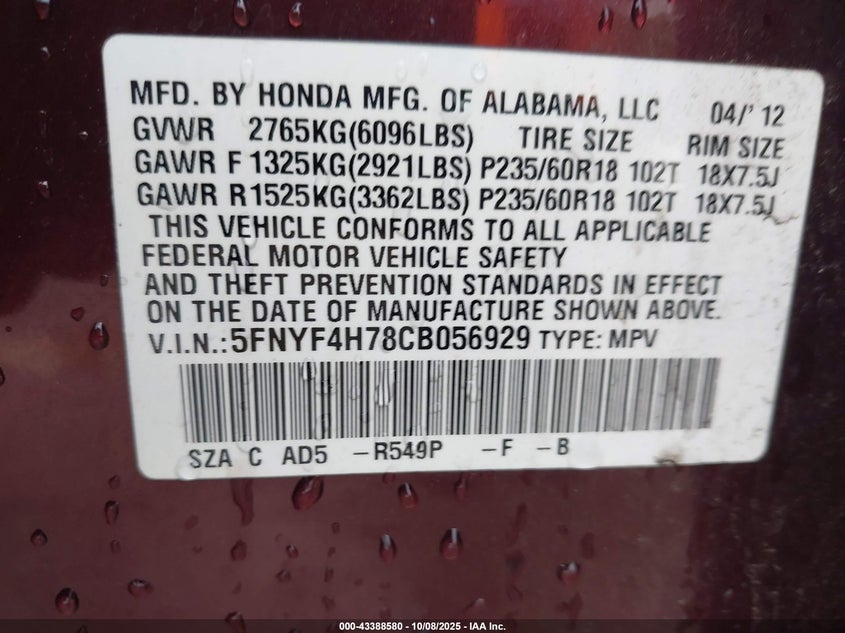 MFD. BY HONDA MFG. OF ALABAMA, LLC 04/' 12
GVWR 2765KG(6096LBS) TIRE SIZE RIM SIZE
GAWR F 1325KG(2921LBS) P235/60R18 102T 18X7.5J
GAWR R1525KG(3362LBS) P235/60R18 102T 18X7.5J
THIS VEHICLE CONFORMS TO ALL APPLICABLE
FEDERAL MOTOR VEHICLE SAFETY
AND THEFT PREVENTION STANDARDS IN EFFECT
ON THE DATE OF MANUFACTURE SHOWN ABOVE.
V.I.N.:5FNYF4H78CB056929 TYPE: MPV
SZA C AD5 -R549P -F -B
000-43388580 - 10/08/2025 - IAA Inc.